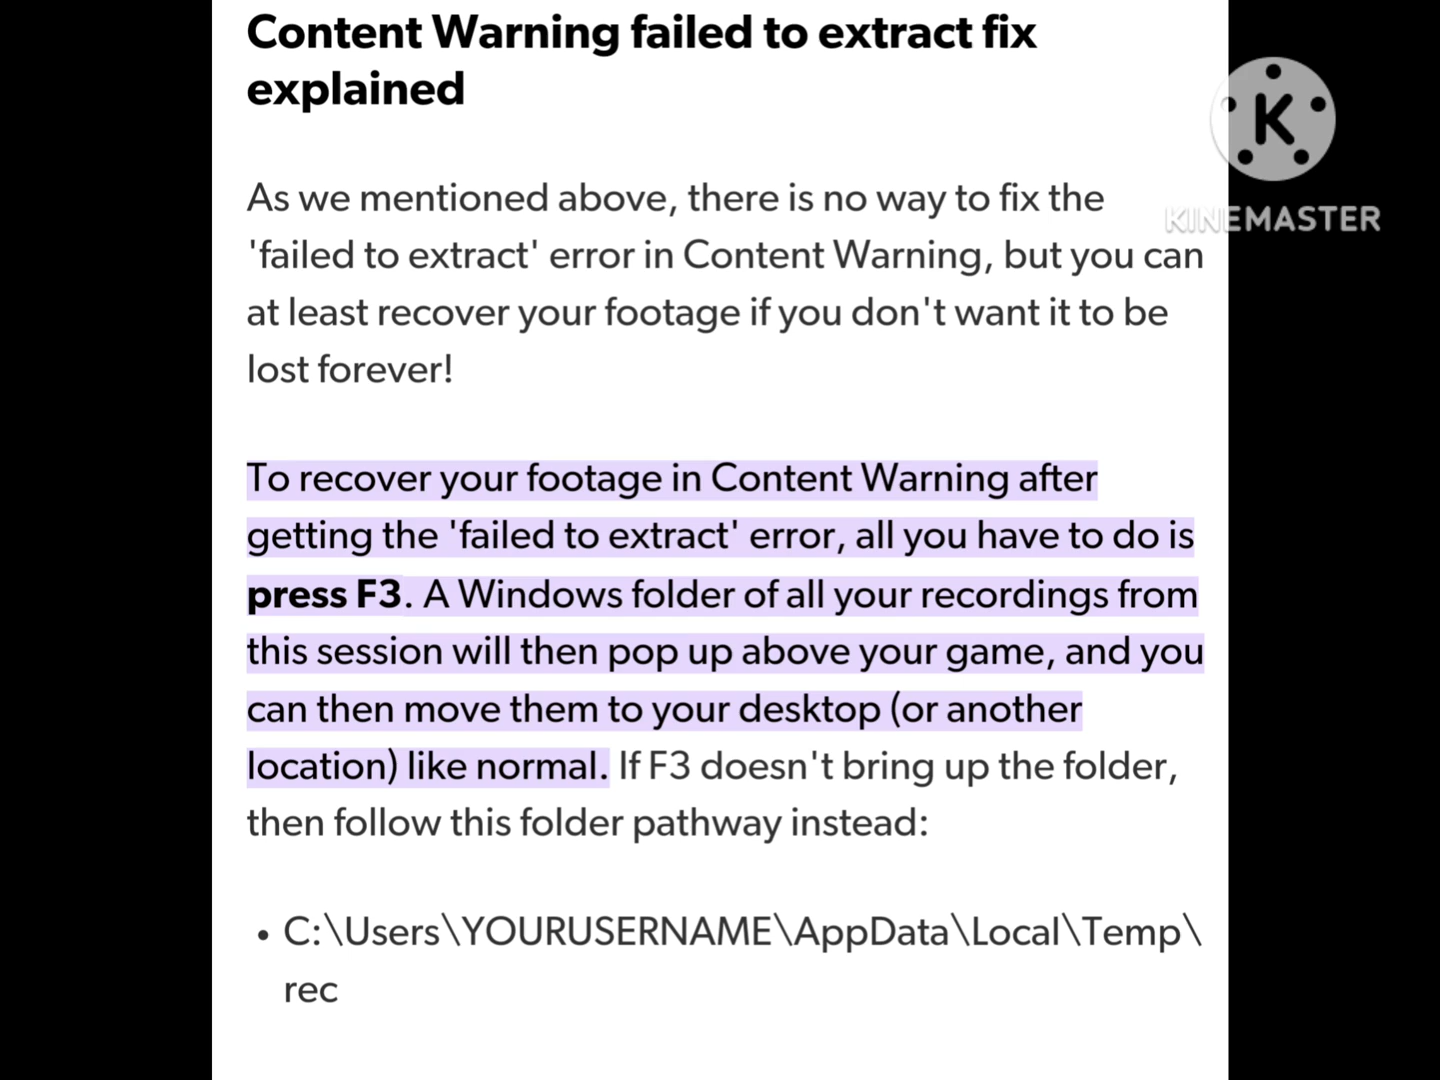 Content Warning failed to extract fix
explained
K
KINEMASTER
As we mentioned above, there is no way to fix the
'failed to extract' error in Content Warning, but you can
at least recover your footage if you don't want it to be
lost forever!
To recover your footage in Content Warning after
getting the 'failed to extract' error, all you have to do is
press F3. A Windows folder of all your recordings from
this session will then pop up above your game, and you
can then move them to your desktop (or another
location) like normal. If F3 doesn't bring up the folder,
then follow this folder pathway instead:
• C:\Users\YOURUSERNAME\AppData\Local\Temp\
rec